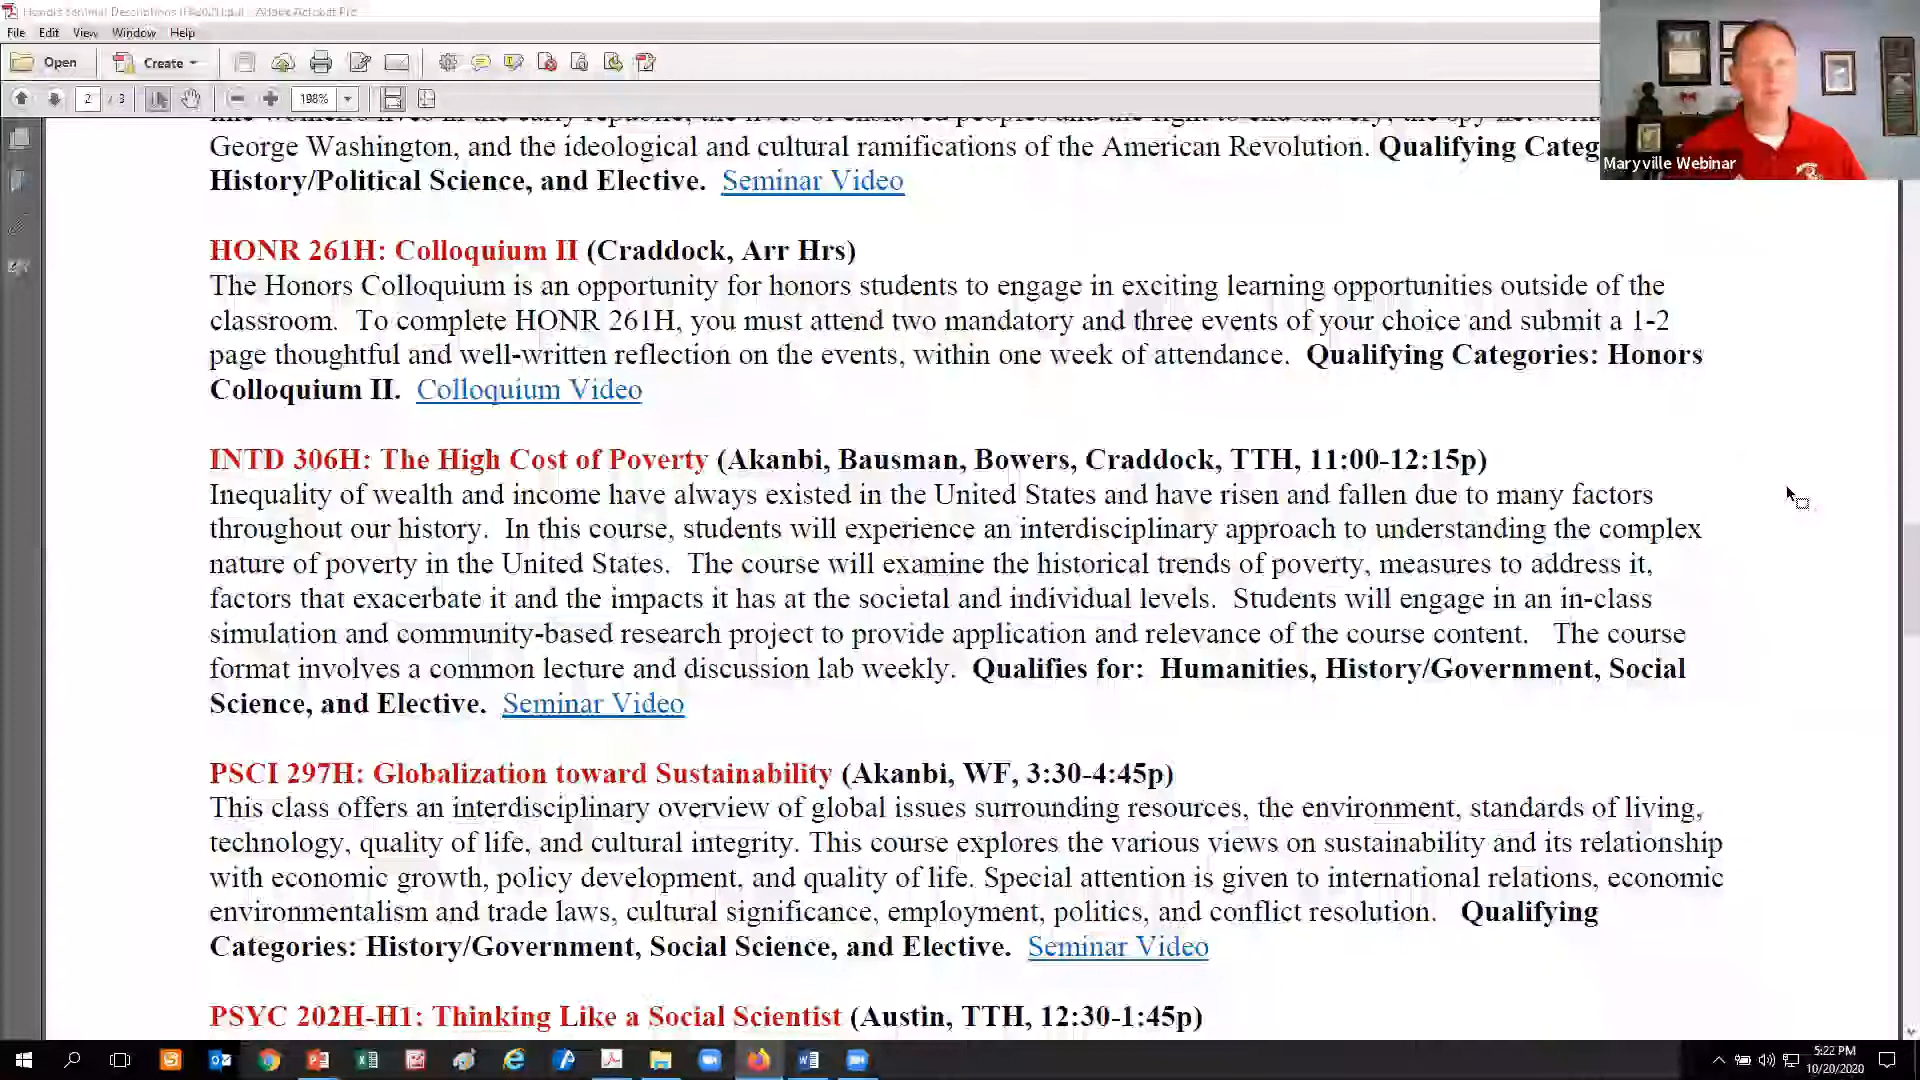 Honors Seminar Descriptions (FA2021).pdf - Adobe Acrobat Pro
File Edit View Window Help
Open Create
2 / 3 198%
George Washington, and the ideological and cultural ramifications of the American Revolution. Qualifying Categ
History/Political Science, and Elective. Seminar Video
Maryville Webinar
HONR 261H: Colloquium II (Craddock, Arr Hrs)
The Honors Colloquium is an opportunity for honors students to engage in exciting learning opportunities outside of the
classroom. To complete HONR 261H, you must attend two mandatory and three events of your choice and submit a 1-2
page thoughtful and well-written reflection on the events, within one week of attendance. Qualifying Categories: Honors
Colloquium II. Colloquium Video
INTD 306H: The High Cost of Poverty (Akanbi, Bausman, Bowers, Craddock, TTH, 11:00-12:15p)
Inequality of wealth and income have always existed in the United States and have risen and fallen due to many factors
throughout our history. In this course, students will experience an interdisciplinary approach to understanding the complex
nature of poverty in the United States. The course will examine the historical trends of poverty, measures to address it,
factors that exacerbate it and the impacts it has at the societal and individual levels. Students will engage in an in-class
simulation and community-based research project to provide application and relevance of the course content. The course
format involves a common lecture and discussion lab weekly. Qualifies for: Humanities, History/Government, Social
Science, and Elective. Seminar Video
PSCI 297H: Globalization toward Sustainability (Akanbi, WF, 3:30-4:45p)
This class offers an interdisciplinary overview of global issues surrounding resources, the environment, standards of living,
technology, quality of life, and cultural integrity. This course explores the various views on sustainability and its relationship
with economic growth, policy development, and quality of life. Special attention is given to international relations, economic
environmentalism and trade laws, cultural significance, employment, politics, and conflict resolution. Qualifying
Categories: History/Government, Social Science, and Elective. Seminar Video
PSYC 202H-H1: Thinking Like a Social Scientist (Austin, TTH, 12:30-1:45p)
5:22 PM
10/20/2020